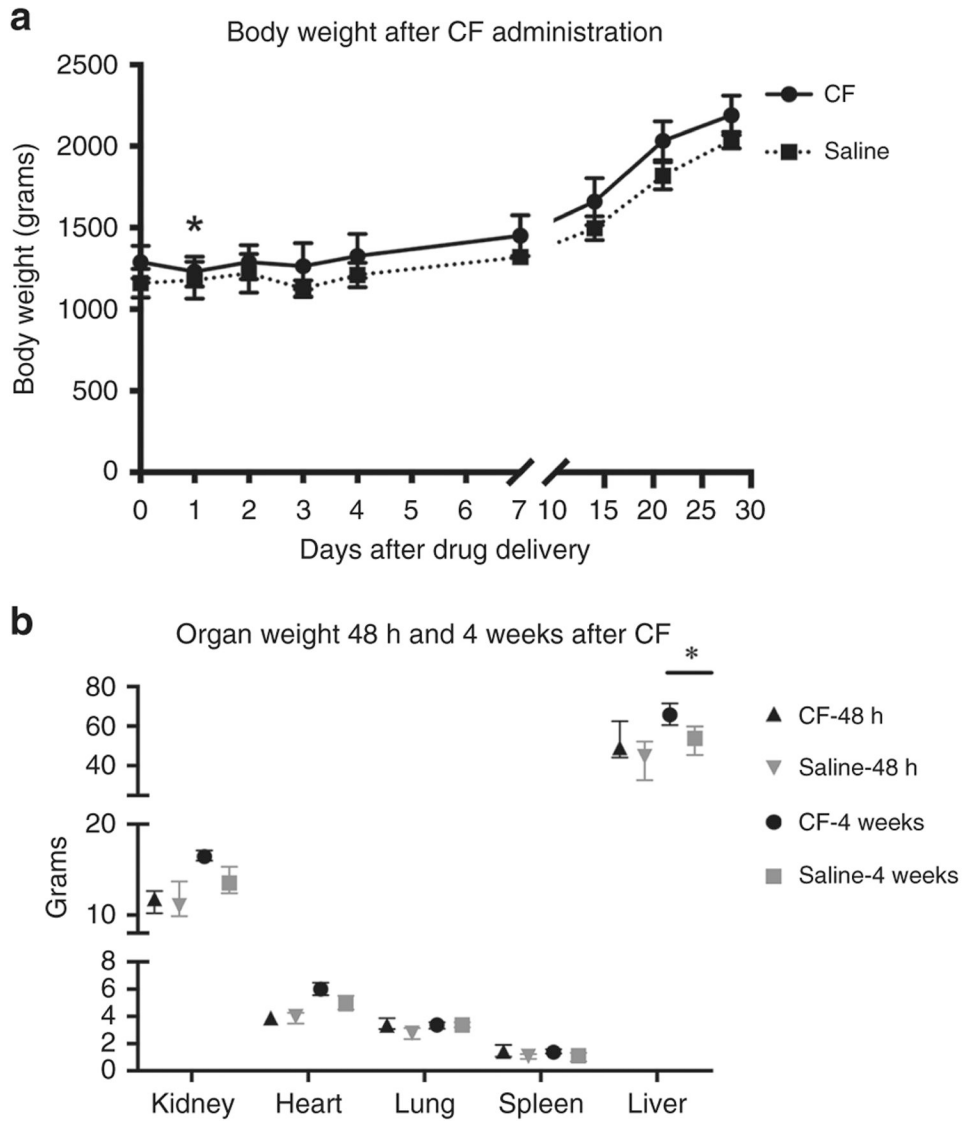 a
Body weight after CF administration
2500
2000
1500
1000
500
0
Body weight (grams)
*
CF
Saline
0 1 2 3 4 5 6 7 10 15 20 25 30
Days after drug delivery
b
Organ weight 48 h and 4 weeks after CF
*
80
60
40
20
10
8
6
4
2
0
Grams
CF-48 h
Saline-48 h
CF-4 weeks
Saline-4 weeks
Kidney Heart Lung Spleen Liver